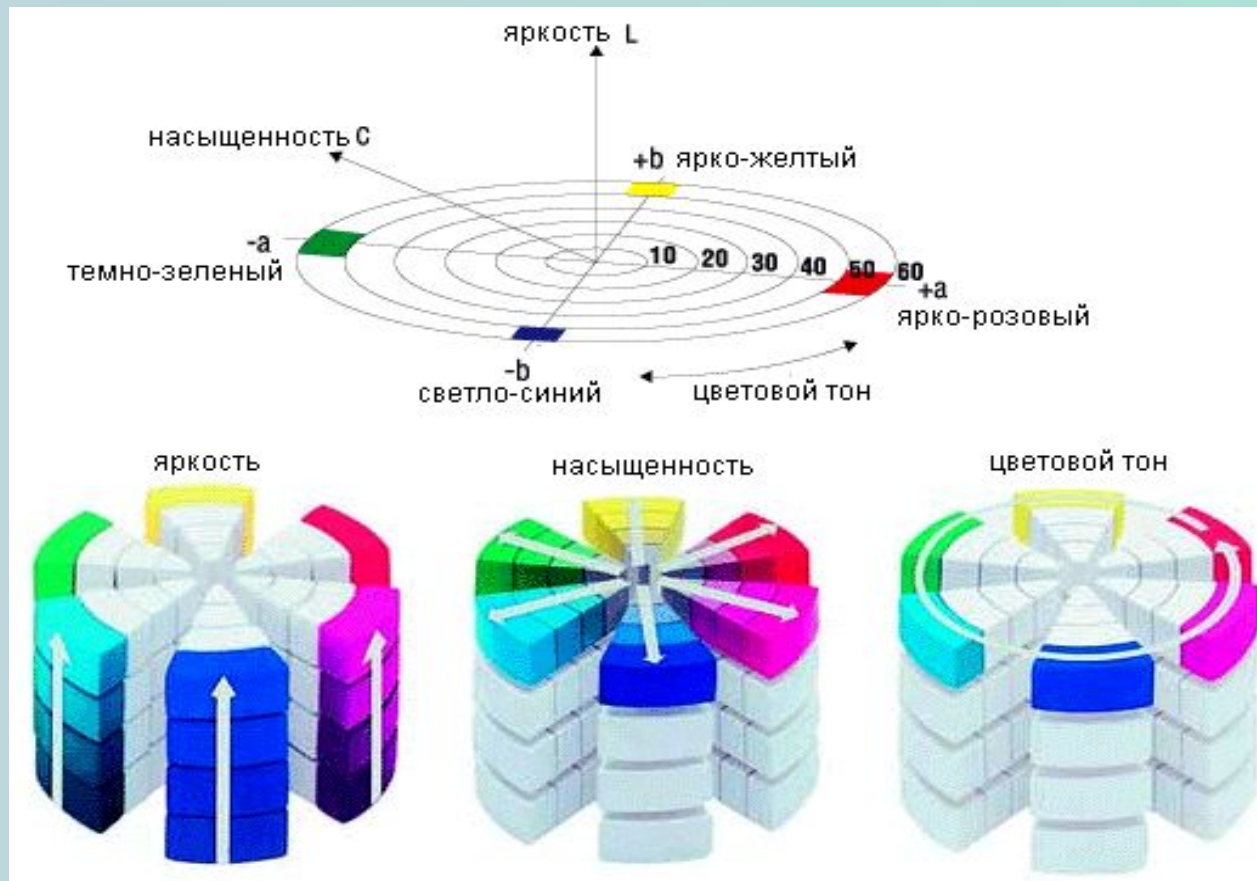 яркость L
насыщенность C
+b ярко-желтый
-a
темно-зеленый
10 20 30 40 50 60
+a
ярко-розовый
-b
светло-синий
цветовой тон
яркость
насыщенность
цветовой тон